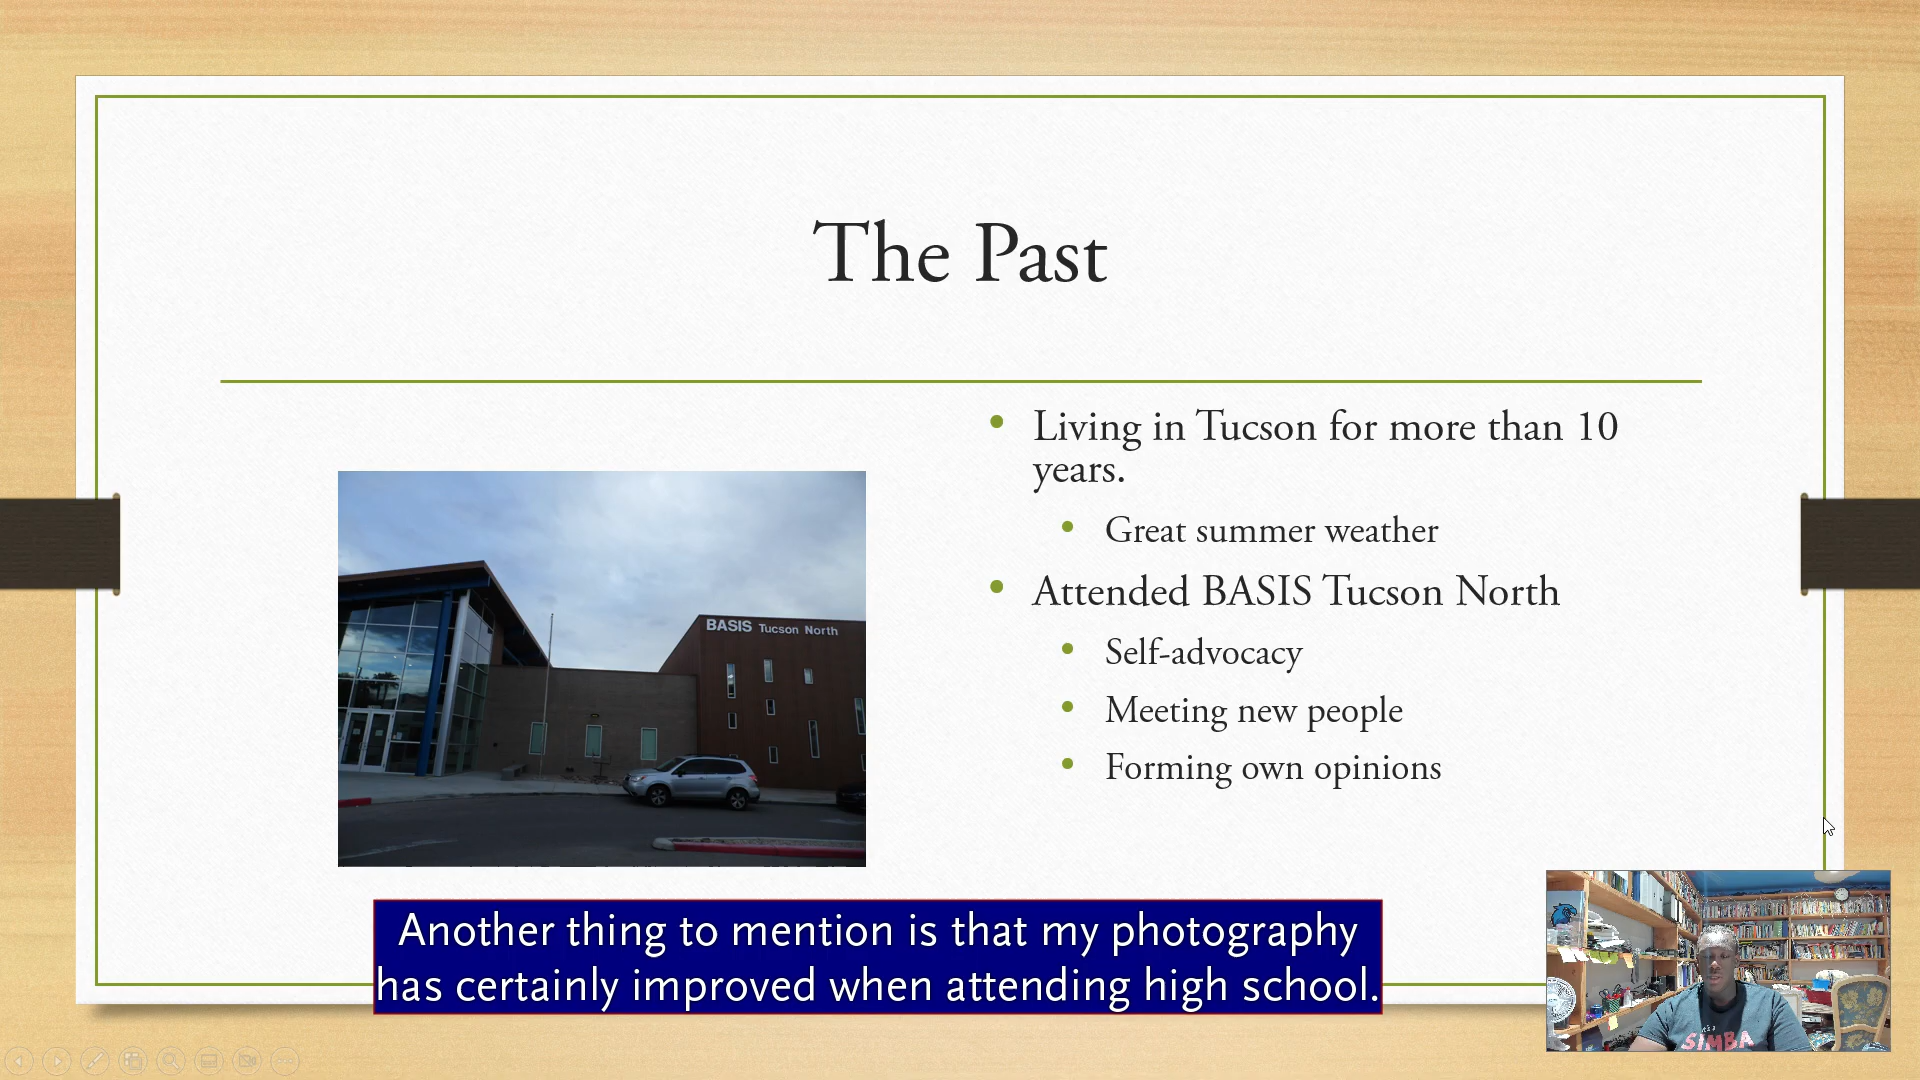 The Past
Living in Tucson for more than 10
years.
Great summer weather
Attended BASIS Tucson North
Self-advocacy
Meeting new people
Forming own opinions
BASIS Tucson North
Another thing to mention is that my photography
has certainly improved when attending high school.
SIMBA